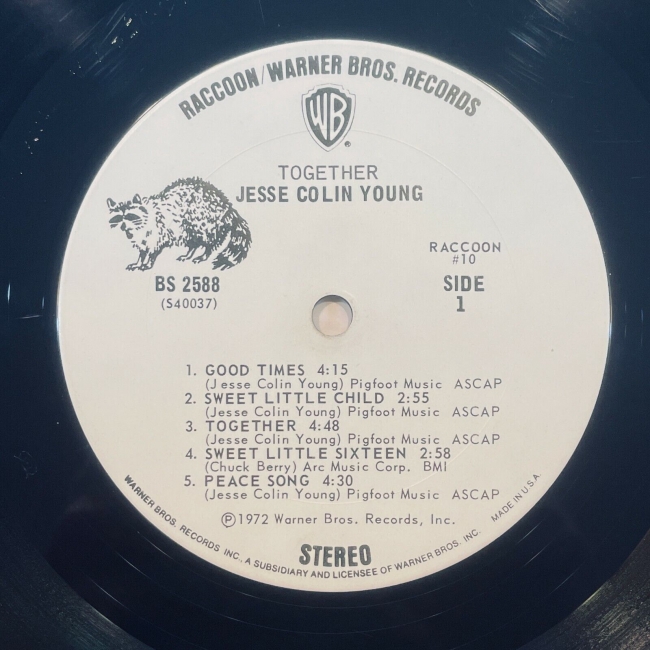 RACCOON/WARNER BROS. RECORDS
WB
®
TOGETHER
JESSE COLIN YOUNG
BS 2588
(S40037)
RACCOON
#10
SIDE
1
1. GOOD TIMES 4:15
(Jesse Colin Young) Pigfoot Music ASCAP
2. SWEET LITTLE CHILD 2:55
(Jesse Colin Young) Pigfoot Music ASCAP
3. TOGETHER 4:48
(Jesse Colin Young) Pigfoot Music ASCAP
4. SWEET LITTLE SIXTEEN 2:58
(Chuck Berry) Arc Music Corp. BMI
5. PEACE SONG 4:30
(Jesse Colin Young) Pigfoot Music ASCAP
℗1972 Warner Bros. Records, Inc.
STEREO
WARNER BROS. RECORDS INC., A SUBSIDIARY AND LICENSEE OF WARNER BROS. INC. MADE IN U.S.A.